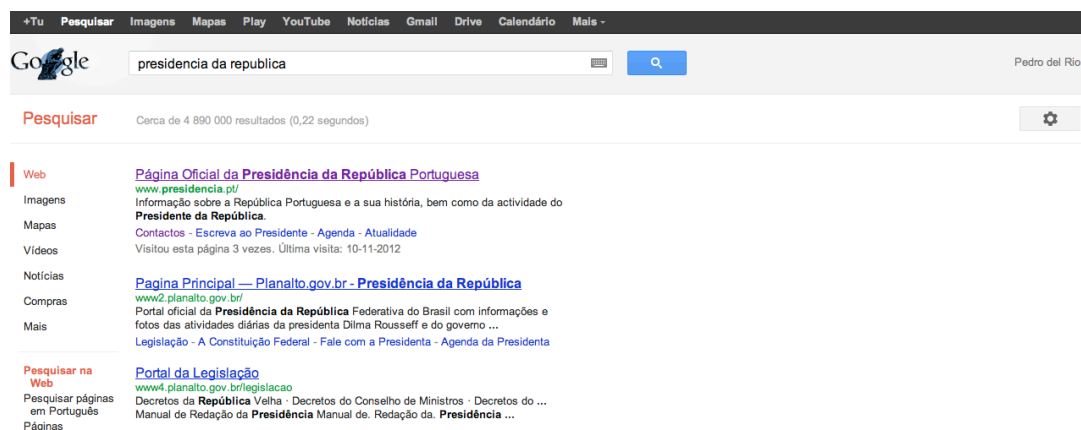 +Tu Pesquisar Imagens Mapas Play YouTube Notícias Gmail Drive Calendário Mais
Google
presidencia da republica
Pedro del Rio
Pesquisar
Cerca de 4 890 000 resultados (0,22 segundos)
Web
Imagens
Mapas
Vídeos
Notícias
Compras
Mais
Pesquisar na
Web
Pesquisar páginas
em Português
Páginas
Página Oficial da Presidência da República Portuguesa
www.presidencia.pt/
Informação sobre a República Portuguesa e a sua história, bem como da actividade do
Presidente da República.
Contactos - Escreva ao Presidente - Agenda - Atualidade
Visitou esta página 3 vezes. Última visita: 10-11-2012
Pagina Principal — Planalto.gov.br - Presidência da República
www2.planalto.gov.br/
Portal oficial da Presidência da República Federativa do Brasil com informações e
fotos das atividades diárias da presidenta Dilma Rousseff e do governo ...
Legislação - A Constituição Federal - Fale com a Presidenta - Agenda da Presidenta
Portal da Legislação
www4.planalto.gov.br/legislacao
Decretos da República Velha · Decretos do Conselho de Ministros · Decretos do ...
Manual de Redação da Presidência Manual de. Redação da. Presidência ...